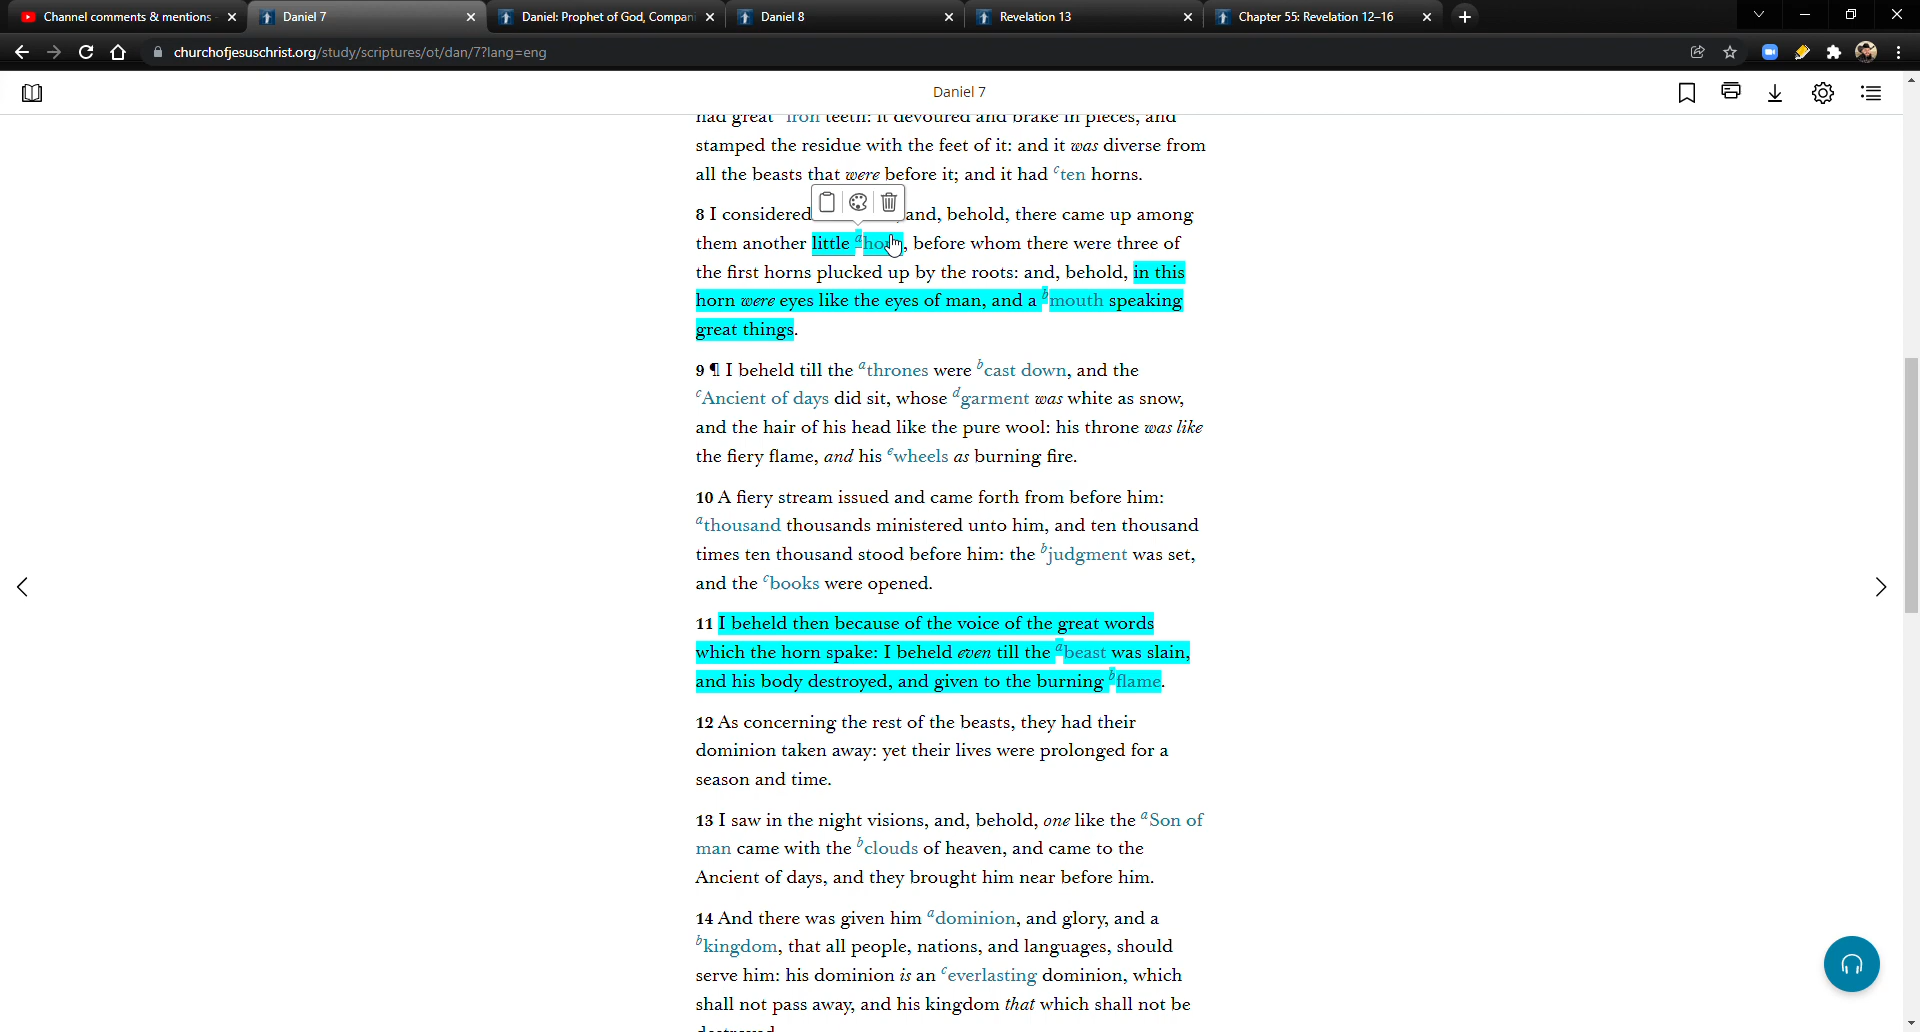 Channel comments & mentions
Daniel 7
Daniel: Prophet of God, Compan
Daniel 8
Revelation 13
Chapter 55: Revelation 12–16
churchofjesuschrist.org/study/scriptures/ot/dan/7?lang=eng
Daniel 7
had great iron teeth: it devoured and brake in pieces, and
stamped the residue with the feet of it: and it was diverse from
all the beasts that were before it; and it had c ten horns.
8 I considered and, behold, there came up among
them another little a horn, before whom there were three of
the first horns plucked up by the roots: and, behold, in this
horn were eyes like the eyes of man, and a b mouth speaking
great things.
9 ¶ I beheld till the a thrones were b cast down, and the
c Ancient of days did sit, whose d garment was white as snow,
and the hair of his head like the pure wool: his throne was like
the fiery flame, and his e wheels as burning fire.
10 A fiery stream issued and came forth from before him:
a thousand thousands ministered unto him, and ten thousand
times ten thousand stood before him: the b judgment was set,
and the c books were opened.
11 I beheld then because of the voice of the great words
which the horn spake: I beheld even till the a beast was slain,
and his body destroyed, and given to the burning b flame.
12 As concerning the rest of the beasts, they had their
dominion taken away: yet their lives were prolonged for a
season and time.
13 I saw in the night visions, and, behold, one like the a Son of
man came with the b clouds of heaven, and came to the
Ancient of days, and they brought him near before him.
14 And there was given him a dominion, and glory, and a
b kingdom, that all people, nations, and languages, should
serve him: his dominion is an c everlasting dominion, which
shall not pass away, and his kingdom that which shall not be
destroyed.